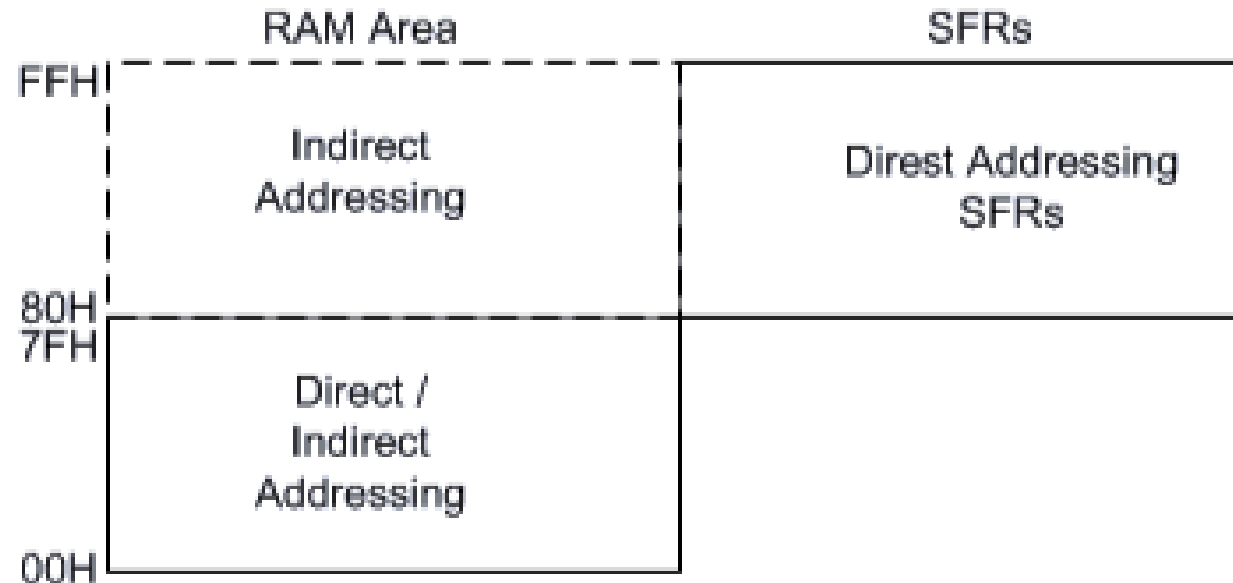 RAM Area
SFRs
FFH
Indirect
Addressing
Direst Addressing
SFRs
80H
7FH
Direct /
Indirect
Addressing
00H